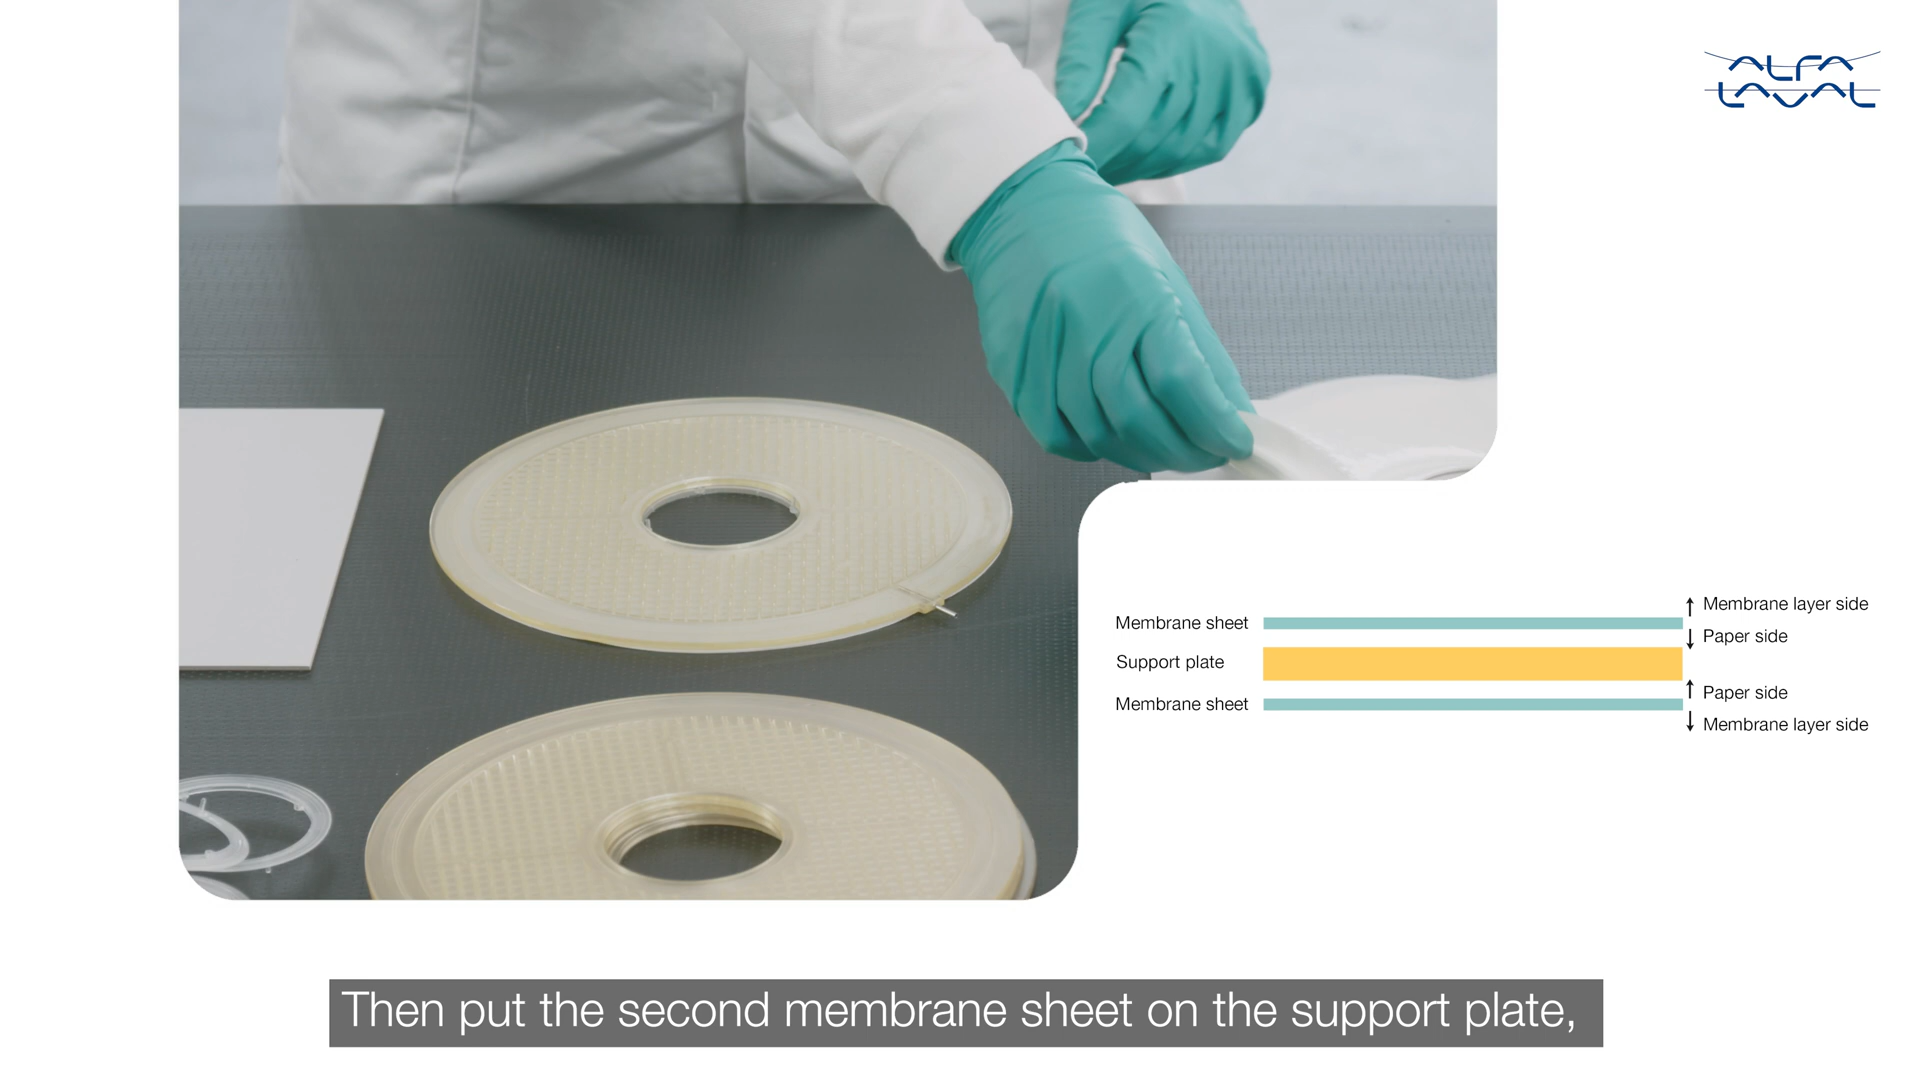 ALFA
LAVAL
Membrane sheet
Support plate
Membrane sheet
Membrane layer side
Paper side
Paper side
Membrane layer side
Then put the second membrane sheet on the support plate,